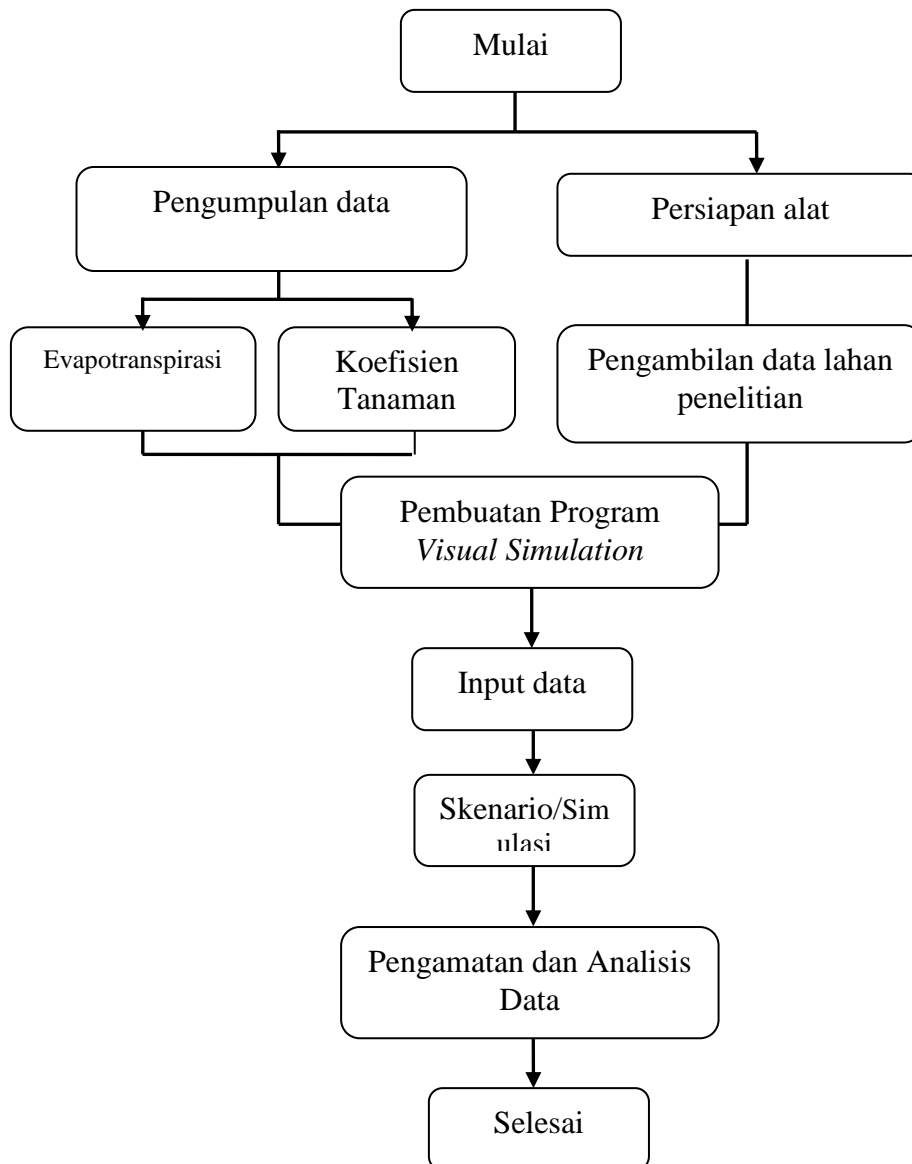 Mulai
Pengumpulan data
Persiapan alat
Evapotranspirasi
Koefisien
Tanaman
Pengambilan data lahan
penelitian
Pembuatan Program
Visual Simulation
Input data
Skenario/Sim
ulasi
Pengamatan dan Analisis
Data
Selesai